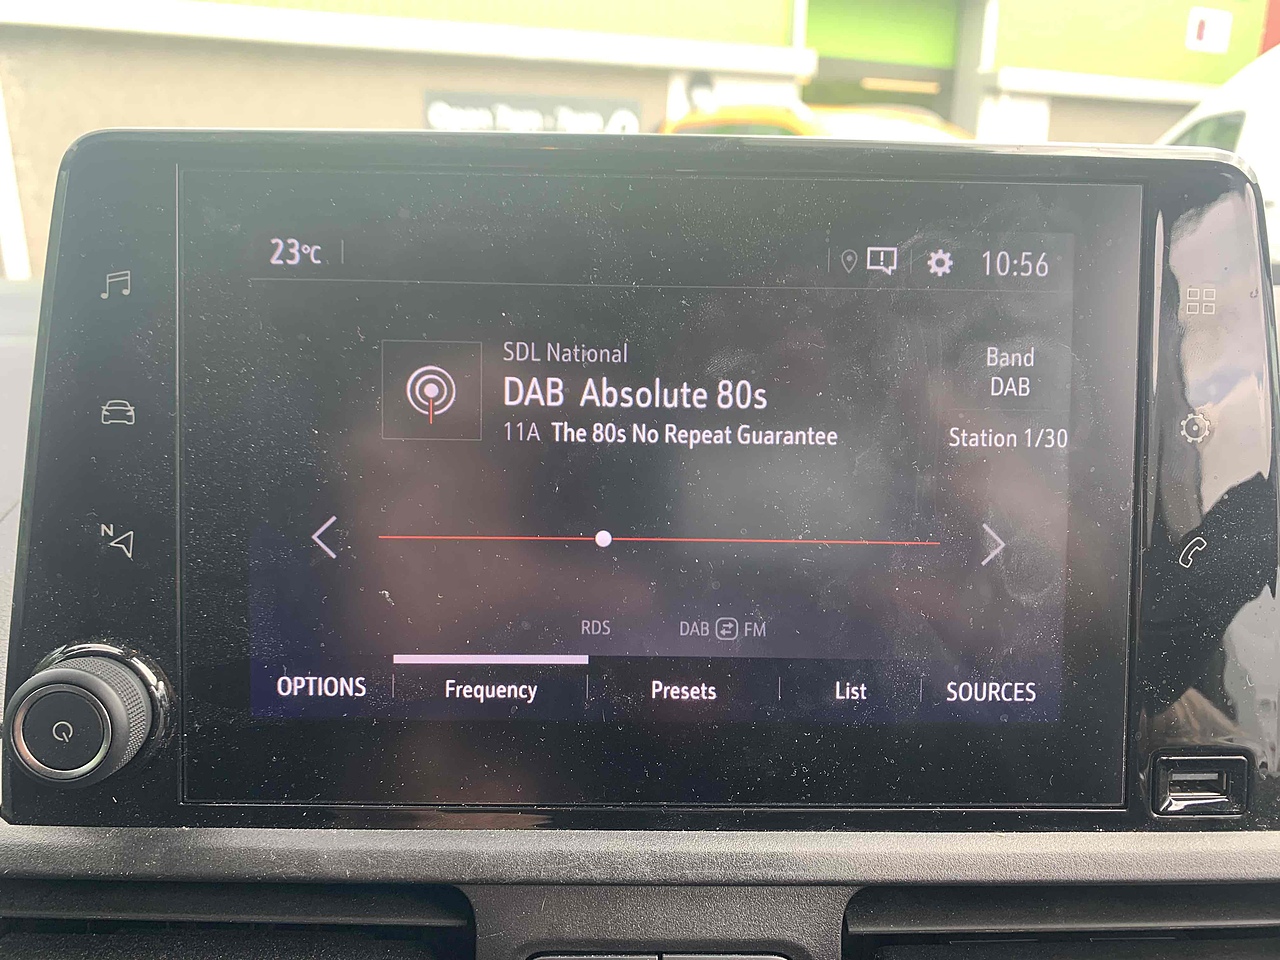 23°C
10:56
SDL National
DAB Absolute 80s
11A The 80s No Repeat Guarantee
Band
DAB
Station 1/30
N
RDS
DAB FM
OPTIONS Frequency Presets List SOURCES